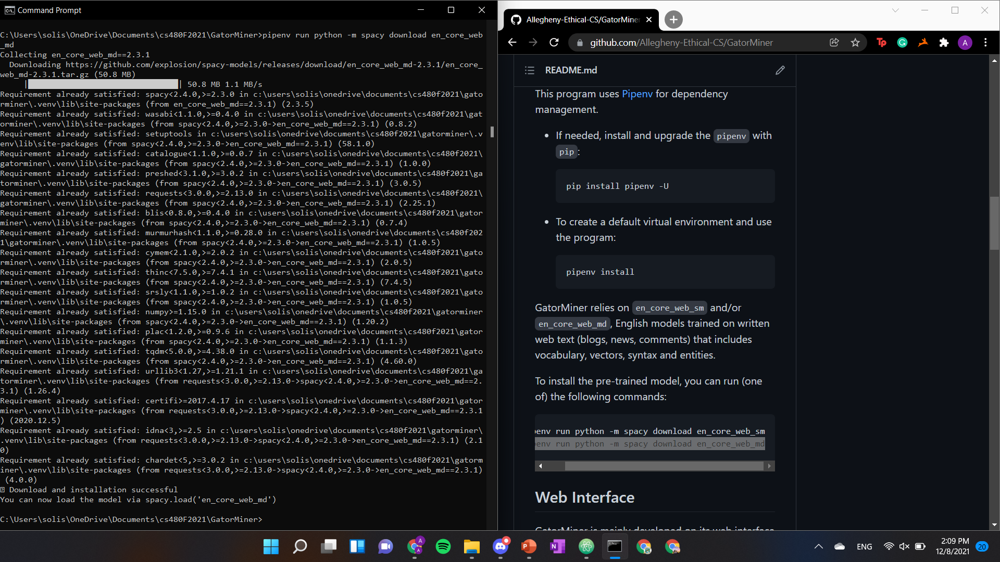 Command Prompt
C:\Users\solis\OneDrive\Documents\cs480F2021\GatorMiner>pipenv run python -m spacy download en_core_web
_md
Collecting en_core_web_md==2.3.1
  Downloading https://github.com/explosion/spacy-models/releases/download/en_core_web_md-2.3.1/en_core_
web_md-2.3.1.tar.gz (50.8 MB)
| | 50.8 MB 1.1 MB/s
Requirement already satisfied: spacy<2.4.0,>=2.3.0 in c:\users\solis\onedrive\documents\cs480f2021\gato
rminer\.venv\lib\site-packages (from en_core_web_md==2.3.1) (2.3.5)
Requirement already satisfied: wasabi<1.1.0,>=0.4.0 in c:\users\solis\onedrive\documents\cs480f2021\gat
orminer\.venv\lib\site-packages (from spacy<2.4.0,>=2.3.0->en_core_web_md==2.3.1) (0.8.2)
Requirement already satisfied: setuptools in c:\users\solis\onedrive\documents\cs480f2021\gatorminer\.v
env\lib\site-packages (from spacy<2.4.0,>=2.3.0->en_core_web_md==2.3.1) (58.1.0)
Requirement already satisfied: catalogue<1.1.0,>=0.0.7 in c:\users\solis\onedrive\documents\cs480f2021\
gatorminer\.venv\lib\site-packages (from spacy<2.4.0,>=2.3.0->en_core_web_md==2.3.1) (1.0.0)
Requirement already satisfied: preshed<3.1.0,>=3.0.2 in c:\users\solis\onedrive\documents\cs480f2021\ga
torminer\.venv\lib\site-packages (from spacy<2.4.0,>=2.3.0->en_core_web_md==2.3.1) (3.0.5)
Requirement already satisfied: requests<3.0.0,>=2.13.0 in c:\users\solis\onedrive\documents\cs480f2021\
gatorminer\.venv\lib\site-packages (from spacy<2.4.0,>=2.3.0->en_core_web_md==2.3.1) (2.25.1)
Requirement already satisfied: blis<0.8.0,>=0.4.0 in c:\users\solis\onedrive\documents\cs480f2021\gator
miner\.venv\lib\site-packages (from spacy<2.4.0,>=2.3.0->en_core_web_md==2.3.1) (0.7.4)
Requirement already satisfied: murmurhash<1.1.0,>=0.28.0 in c:\users\solis\onedrive\documents\cs480f202
1\gatorminer\.venv\lib\site-packages (from spacy<2.4.0,>=2.3.0->en_core_web_md==2.3.1) (1.0.5)
Requirement already satisfied: cymem<2.1.0,>=2.0.2 in c:\users\solis\onedrive\documents\cs480f2021\gato
rminer\.venv\lib\site-packages (from spacy<2.4.0,>=2.3.0->en_core_web_md==2.3.1) (2.0.5)
Requirement already satisfied: thinc<7.5.0,>=7.4.1 in c:\users\solis\onedrive\documents\cs480f2021\gato
rminer\.venv\lib\site-packages (from spacy<2.4.0,>=2.3.0->en_core_web_md==2.3.1) (7.4.5)
Requirement already satisfied: srsly<1.1.0,>=1.0.2 in c:\users\solis\onedrive\documents\cs480f2021\gato
rminer\.venv\lib\site-packages (from spacy<2.4.0,>=2.3.0->en_core_web_md==2.3.1) (1.0.5)
Requirement already satisfied: numpy>=1.15.0 in c:\users\solis\onedrive\documents\cs480f2021\gatorminer
\.venv\lib\site-packages (from spacy<2.4.0,>=2.3.0->en_core_web_md==2.3.1) (1.20.2)
Requirement already satisfied: plac<1.2.0,>=0.9.6 in c:\users\solis\onedrive\documents\cs480f2021\gator
miner\.venv\lib\site-packages (from spacy<2.4.0,>=2.3.0->en_core_web_md==2.3.1) (1.1.3)
Requirement already satisfied: tqdm<5.0.0,>=4.38.0 in c:\users\solis\onedrive\documents\cs480f2021\gato
rminer\.venv\lib\site-packages (from spacy<2.4.0,>=2.3.0->en_core_web_md==2.3.1) (4.60.0)
Requirement already satisfied: urllib3<1.27,>=1.21.1 in c:\users\solis\onedrive\documents\cs480f2021\ga
torminer\.venv\lib\site-packages (from requests<3.0.0,>=2.13.0->spacy<2.4.0,>=2.3.0->en_core_web_md==2.
3.1) (1.26.4)
Requirement already satisfied: certifi>=2017.4.17 in c:\users\solis\onedrive\documents\cs480f2021\gator
miner\.venv\lib\site-packages (from requests<3.0.0,>=2.13.0->spacy<2.4.0,>=2.3.0->en_core_web_md==2.3.1
) (2020.12.5)
Requirement already satisfied: idna<3,>=2.5 in c:\users\solis\onedrive\documents\cs480f2021\gatorminer\
.venv\lib\site-packages (from requests<3.0.0,>=2.13.0->spacy<2.4.0,>=2.3.0->en_core_web_md==2.3.1) (2.1
0)
Requirement already satisfied: chardet<5,>=3.0.2 in c:\users\solis\onedrive\documents\cs480f2021\gatorm
iner\.venv\lib\site-packages (from requests<3.0.0,>=2.13.0->spacy<2.4.0,>=2.3.0->en_core_web_md==2.3.1)
 (4.0.0)
Download and installation successful
You can now load the model via spacy.load('en_core_web_md')
C:\Users\solis\OneDrive\Documents\cs480F2021\GatorMiner>
Allegheny-Ethical-CS/GatorMine
github.com/Allegheny-Ethical-CS/GatorMiner
Tp
G
A
README.md
This program uses Pipenv for dependency
management.
• If needed, install and upgrade the pipenv with
pip:
pip install pipenv -U
• To create a default virtual environment and use
the program:
pipenv install
GatorMiner relies on en_core_web_sm and/or
en_core_web_md, English models trained on written
web text (blogs, news, comments) that includes
vocabulary, vectors, syntax and entities.
To install the pre-trained model, you can run (one
of) the following commands:
env run python -m spacy download en_core_web_sm
env run python -m spacy download en_core_web_md
Web Interface
GatorMiner is mainly developed on its web interface
A
A
P
N
ENG
2:09 PM
12/8/2021
20